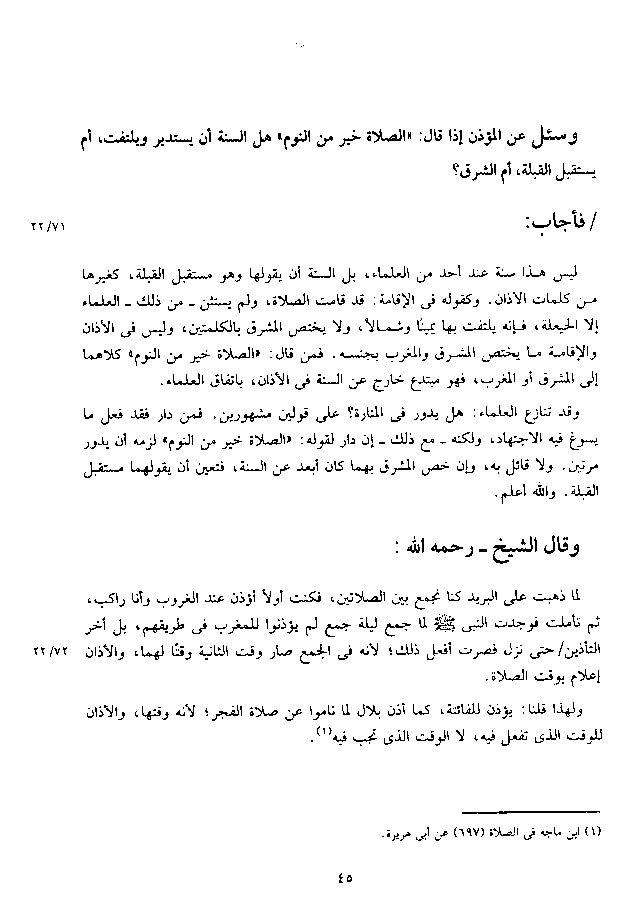 وسئل عن المؤذن إذا قال: «الصلاة خير من النوم» هل السنة أن يستدير ويلتفت، أم
يستقبل القبلة، أم الشرق؟
/ فأجاب:
٢٢/٧١
ليس هذا سنة عند أحد من العلماء، بل السنة أن يقولها وهو مستقبل القبلة، كغيرها
من كلمات الأذان. وكقوله فى الإقامة: قد قامت الصلاة، ولم يستثن ـ من ذلك ـ العلماء
إلا الحيعلة، فإنه يلتفت بها يمينًا وشمالاً، ولا يختص المشرق بالكلمتين، وليس فى الأذان
والإقامة ما يختص المشرق والمغرب بجنسه. فمن قال: «الصلاة خير من النوم» كلاهما
إلى المشرق أو المغرب، فهو مبتدع خارج عن السنة فى الأذان، باتفاق العلماء.
وقد تنازع العلماء: هل يدور فى المنارة؟ على قولين مشهورين. فمن دار فقد فعل ما
يسوغ فيه الاجتهاد، ولكنه ـ مع ذلك ـ إن دار لقوله: «الصلاة خير من النوم» لزمه أن يدور
مرتين. ولا قائل به، وإن خص المشرق بهما كان أبعد عن السنة، فتعين أن يقولهما مستقبل
القبلة. والله أعلم.
وقال الشيخ ـ رحمه الله :
لما ذهبت على البريد كنا نجمع بين الصلاتين، فكنت أولاً أؤذن عند الغروب وأنا راكب،
ثم تأملت فوجدت النبى ﷺ لما جمع ليلة جمع لم يؤذنوا للمغرب فى طريقهم، بل أخر
التأذين/ حتى نزل فصرت أفعل ذلك؛ لأنه فى الجمع صار وقت الثانية وقتًا لهما، والأذان
٢٢/٧٢
إعلام بوقت الصلاة.
ولهذا قلنا: يؤذن للفائتة، كما أذن بلال لما ناموا عن صلاة الفجر؛ لأنه وقتها، والأذان
للوقت الذى تفعل فيه، لا الوقت الذى تجب فيه(١).
(١) ابن ماجه فى الصلاة (٦٩٧) عن أبى هريرة.
٤٥